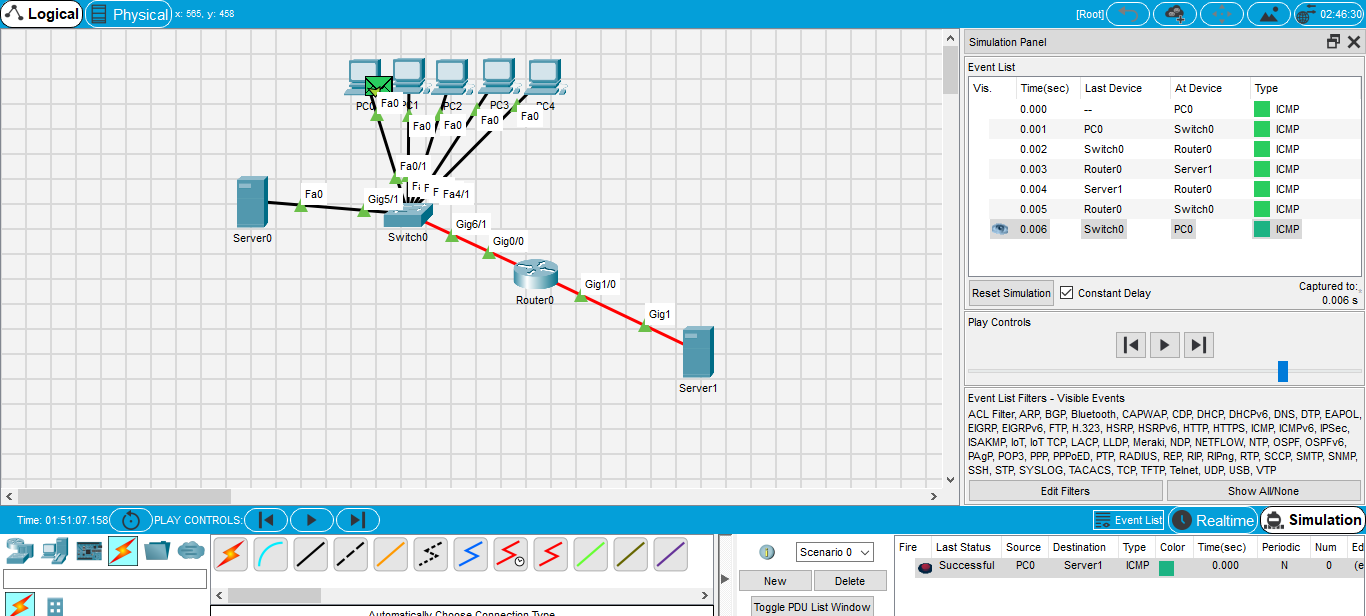 Logical
Physical
x: 565, y: 458
[Root]
02:46:30
Simulation Panel
Event List
Vis. Time(sec) Last Device At Device Type
0.000 -- PC0 ICMP
0.001 PC0 Switch0 ICMP
0.002 Switch0 Router0 ICMP
0.003 Router0 Server1 ICMP
0.004 Server1 Router0 ICMP
0.005 Router0 Switch0 ICMP
0.006 Switch0 PC0 ICMP
Reset Simulation
Constant Delay
Captured to:
0.006 s
Play Controls
Event List Filters - Visible Events
ACL Filter, ARP, BGP, Bluetooth, CAPWAP, CDP, DHCP, DHCPv6, DNS, DTP, EAPOL,
EIGRP, EIGRPv6, FTP, H.323, HSRP, HSRPv6, HTTP, HTTPS, ICMP, ICMPv6, IPSec,
ISAKMP, IoT, IoT TCP, LACP, LLDP, Meraki, NDP, NETFLOW, NTP, OSPF, OSPFv6,
PAgP, POP3, PPP, PPPoED, PTP, RADIUS, REP, RIP, RIPng, RTP, SCCP, SMTP, SNMP,
SSH, STP, SYSLOG, TACACS, TCP, TFTP, Telnet, UDP, USB, VTP
Edit Filters
Show All/None
PC0
PC2
PC3
PC4
Fa0
Fa0
Fa0
Fa0
Fa0
Fa0/1
Fa4/1
Fa0
Gig5/1
Server0
Switch0
Gig6/1
Gig0/0
Router0
Gig1/0
Gig1
Server1
Time: 01:51:07.158
PLAY CONTROLS:
Event List
Realtime
Simulation
Scenario 0
New
Delete
Toggle PDU List Window
Fire Last Status Source Destination Type Color Time(sec) Periodic Num Edi
Successful PC0 Server1 ICMP 0.000 N 0 (e
Automatically Choose Connection Type